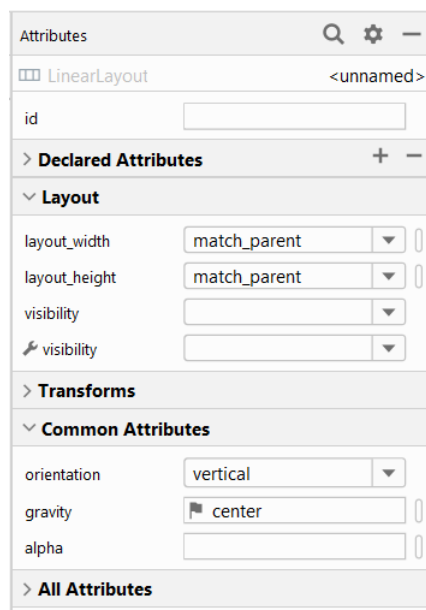 Attributes
LinearLayout <unnamed>
id
Declared Attributes
Layout
layout_width match_parent
layout_height match_parent
visibility
visibility
Transforms
Common Attributes
orientation vertical
gravity center
alpha
All Attributes